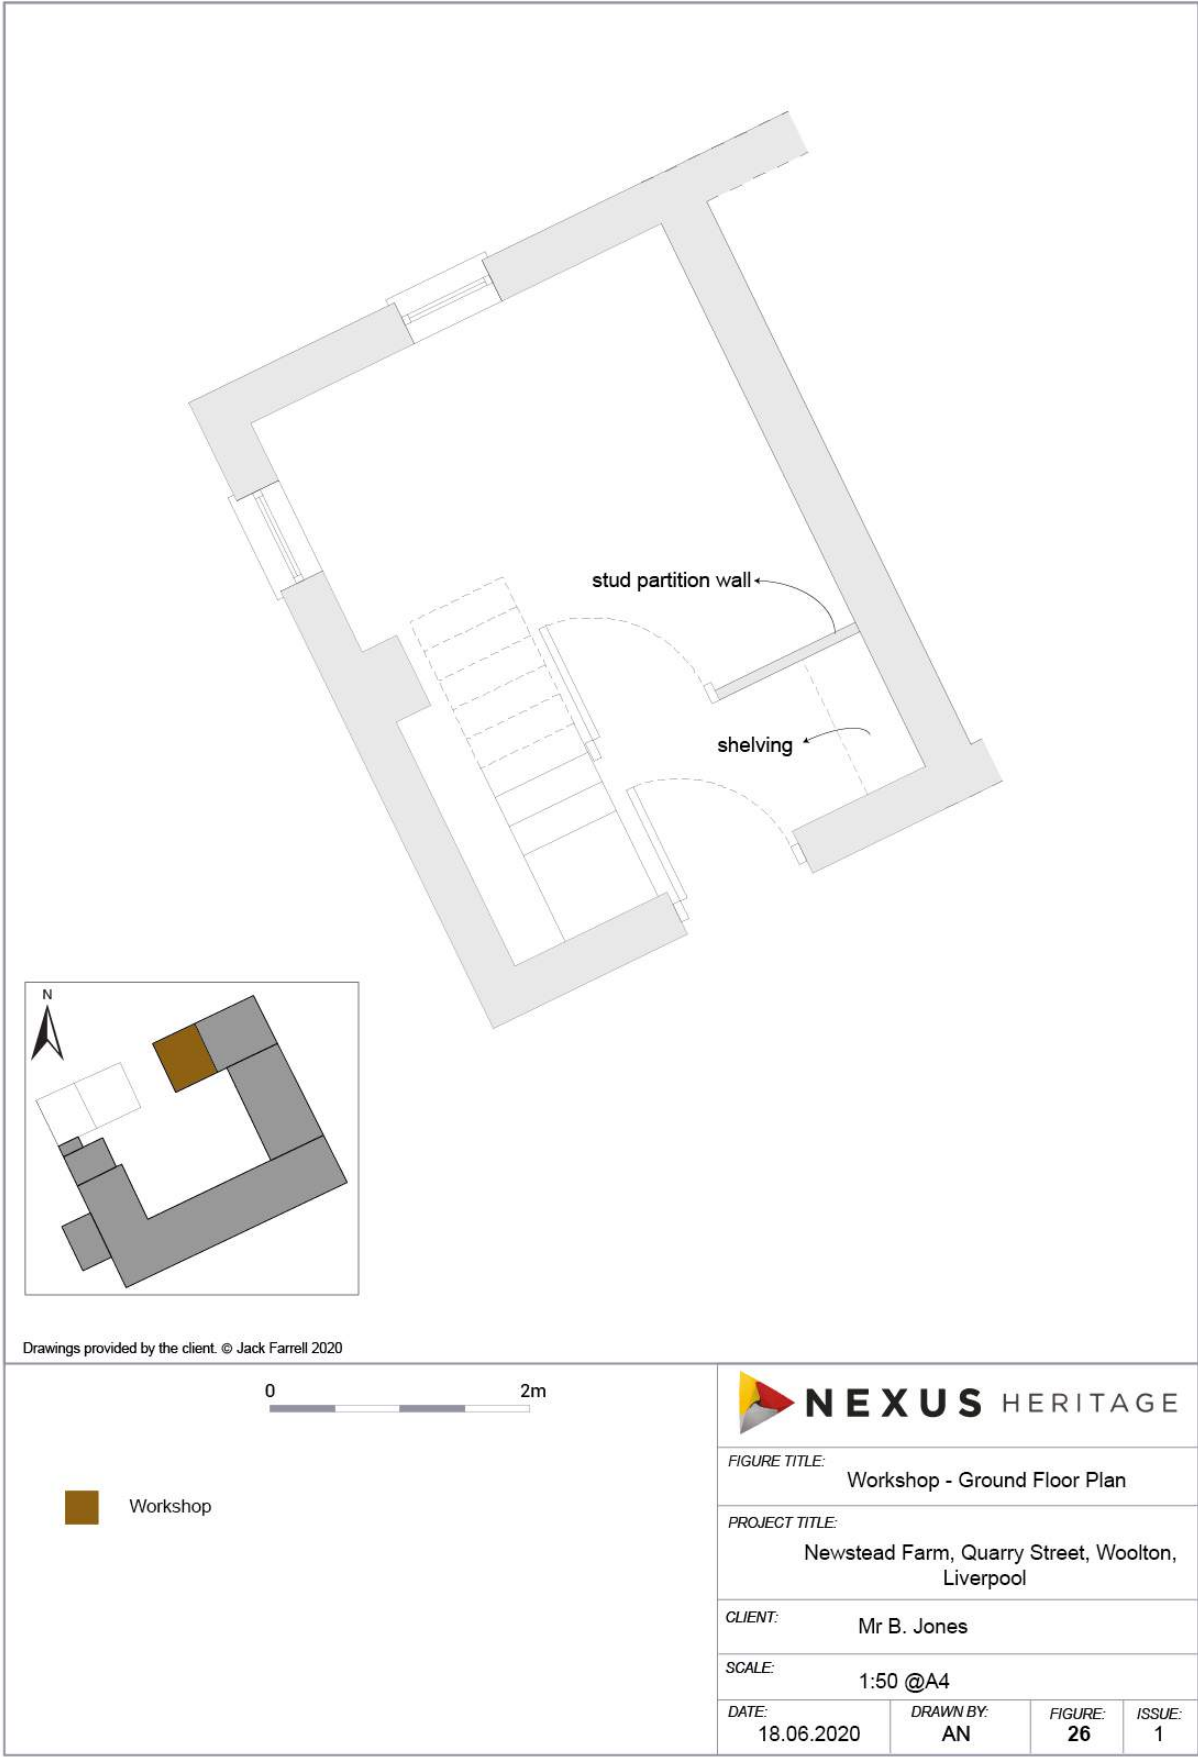 stud partition wall
shelving
N
Drawings provided by the client. © Jack Farrell 2020
0 2m
Workshop
NEXUS HERITAGE
FIGURE TITLE:
Workshop - Ground Floor Plan
PROJECT TITLE:
Newstead Farm, Quarry Street, Woolton,
Liverpool
CLIENT:
Mr B. Jones
SCALE:
1:50 @A4
DATE:
18.06.2020
DRAWN BY:
AN
FIGURE:
26
ISSUE:
1